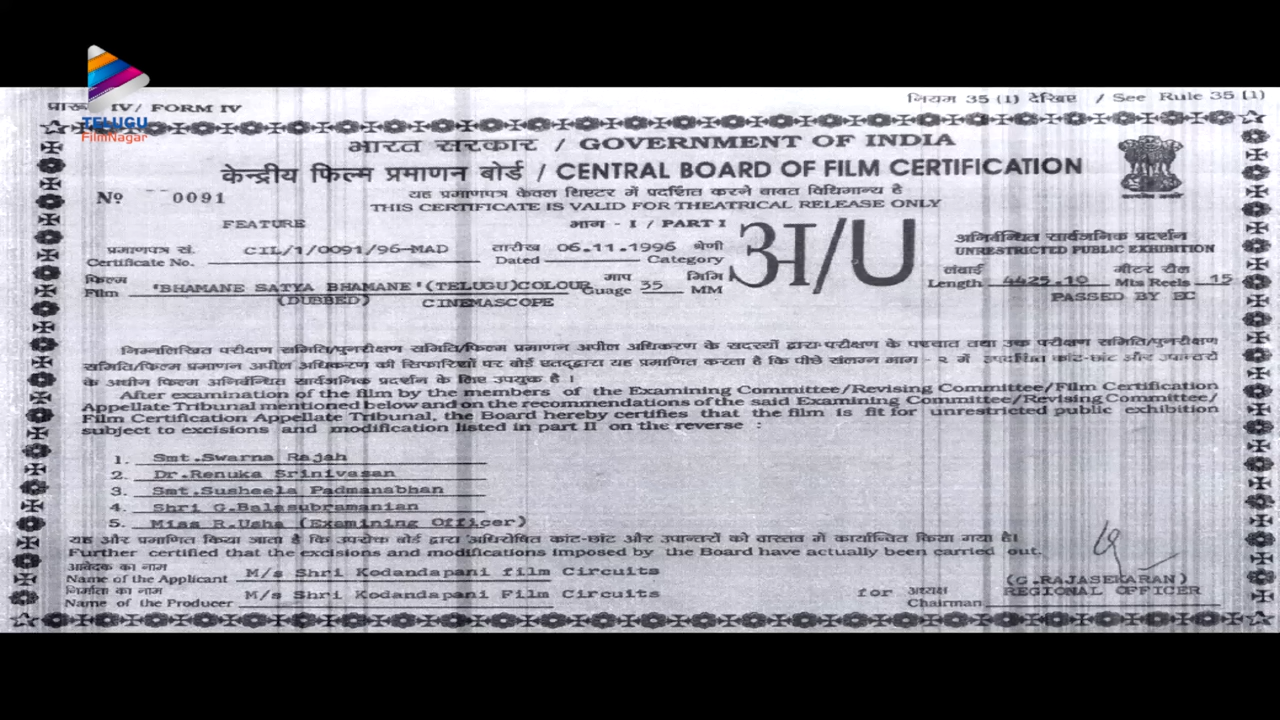 TELUGU
FilmNagar
IV/ FORM IV
नियम 35 (1) देखिए / See Rule 35 (1)
भारत सरकार / GOVERNMENT OF INDIA
केन्द्रीय फिल्म प्रमाणन बोर्ड / CENTRAL BOARD OF FILM CERTIFICATION
Nº 0091
यह प्रमाणपत्र केवल थिएटर में प्रदर्शित करने बाबत विधिमान्य है
THIS CERTIFICATE IS VALID FOR THEATRICAL RELEASE ONLY
FEATURE भाग - I / PART I
अ/U
प्रमाणपत्र सं. CIL/1/0091/96-MAD तारीख 06.11.1996 श्रेणी
Certificate No. Dated Category
अनिर्बन्धित सार्वजनिक प्रदर्शन
UNRESTRICTED PUBLIC EXHIBITION
फिल्म माप मिमि लंबाई मीटर रील
Film 'BHAMANE SATYA BHAMANE'(TELUGU)COLOUR Guage 35 MM Length 4425.10 Mts Reels 15
(DUBBED) CINEMASCOPE PASSED BY EC
निम्नलिखित परीक्षण समिति/पुनरीक्षण समिति/फिल्म प्रमाणन अपील अधिकरण के सदस्यों द्वारा परीक्षण के पश्चात तथा उक्त परीक्षण समिति/पुनरीक्षण
समिति/फिल्म प्रमाणन अपील अधिकरण की सिफारिशों पर बोर्ड एतद्द्वारा यह प्रमाणित करता है कि पीछे संलग्न भाग - २ में काट-छांट और उपान्तरों
के अधीन फिल्म अनिर्बन्धित सार्वजनिक प्रदर्शन के लिए उपयुक्त है ।
After examination of the film by the members of the Examining Committee/Revising Committee/Film Certification
Appellate Tribunal mentioned below and on the recommendations of the said Examining Committee/Revising Committee/
Film Certification Appellate Tribunal, the Board hereby certifies that the film is fit for unrestricted public exhibition
subject to excisions and modification listed in part II on the reverse :
1. Smt.Swarna Rajah
2. Dr.Renuka Srinivasan
3. Smt.Susheela Padmanabhan
4. Shri G.Balasubramanian
5. Miss R.Usha (Examining Officer)
यह और प्रमाणित किया जाता है कि उपरोक्त बोर्ड द्वारा अधिरोपित कांट-छांट और उपान्तरों को वास्तव में कार्यान्वित किया गया है।
Further certified that the excisions and modifications imposed by the Board have actually been carried out.
आवेदक का नाम
Name of the Applicant M/s Shri Kodandapani film Circuits
(G.RAJASEKARAN)
निर्माता का नाम
Name of the Producer M/s Shri Kodandapani Film Circuits
for अध्यक्ष REGIONAL OFFICER
Chairman